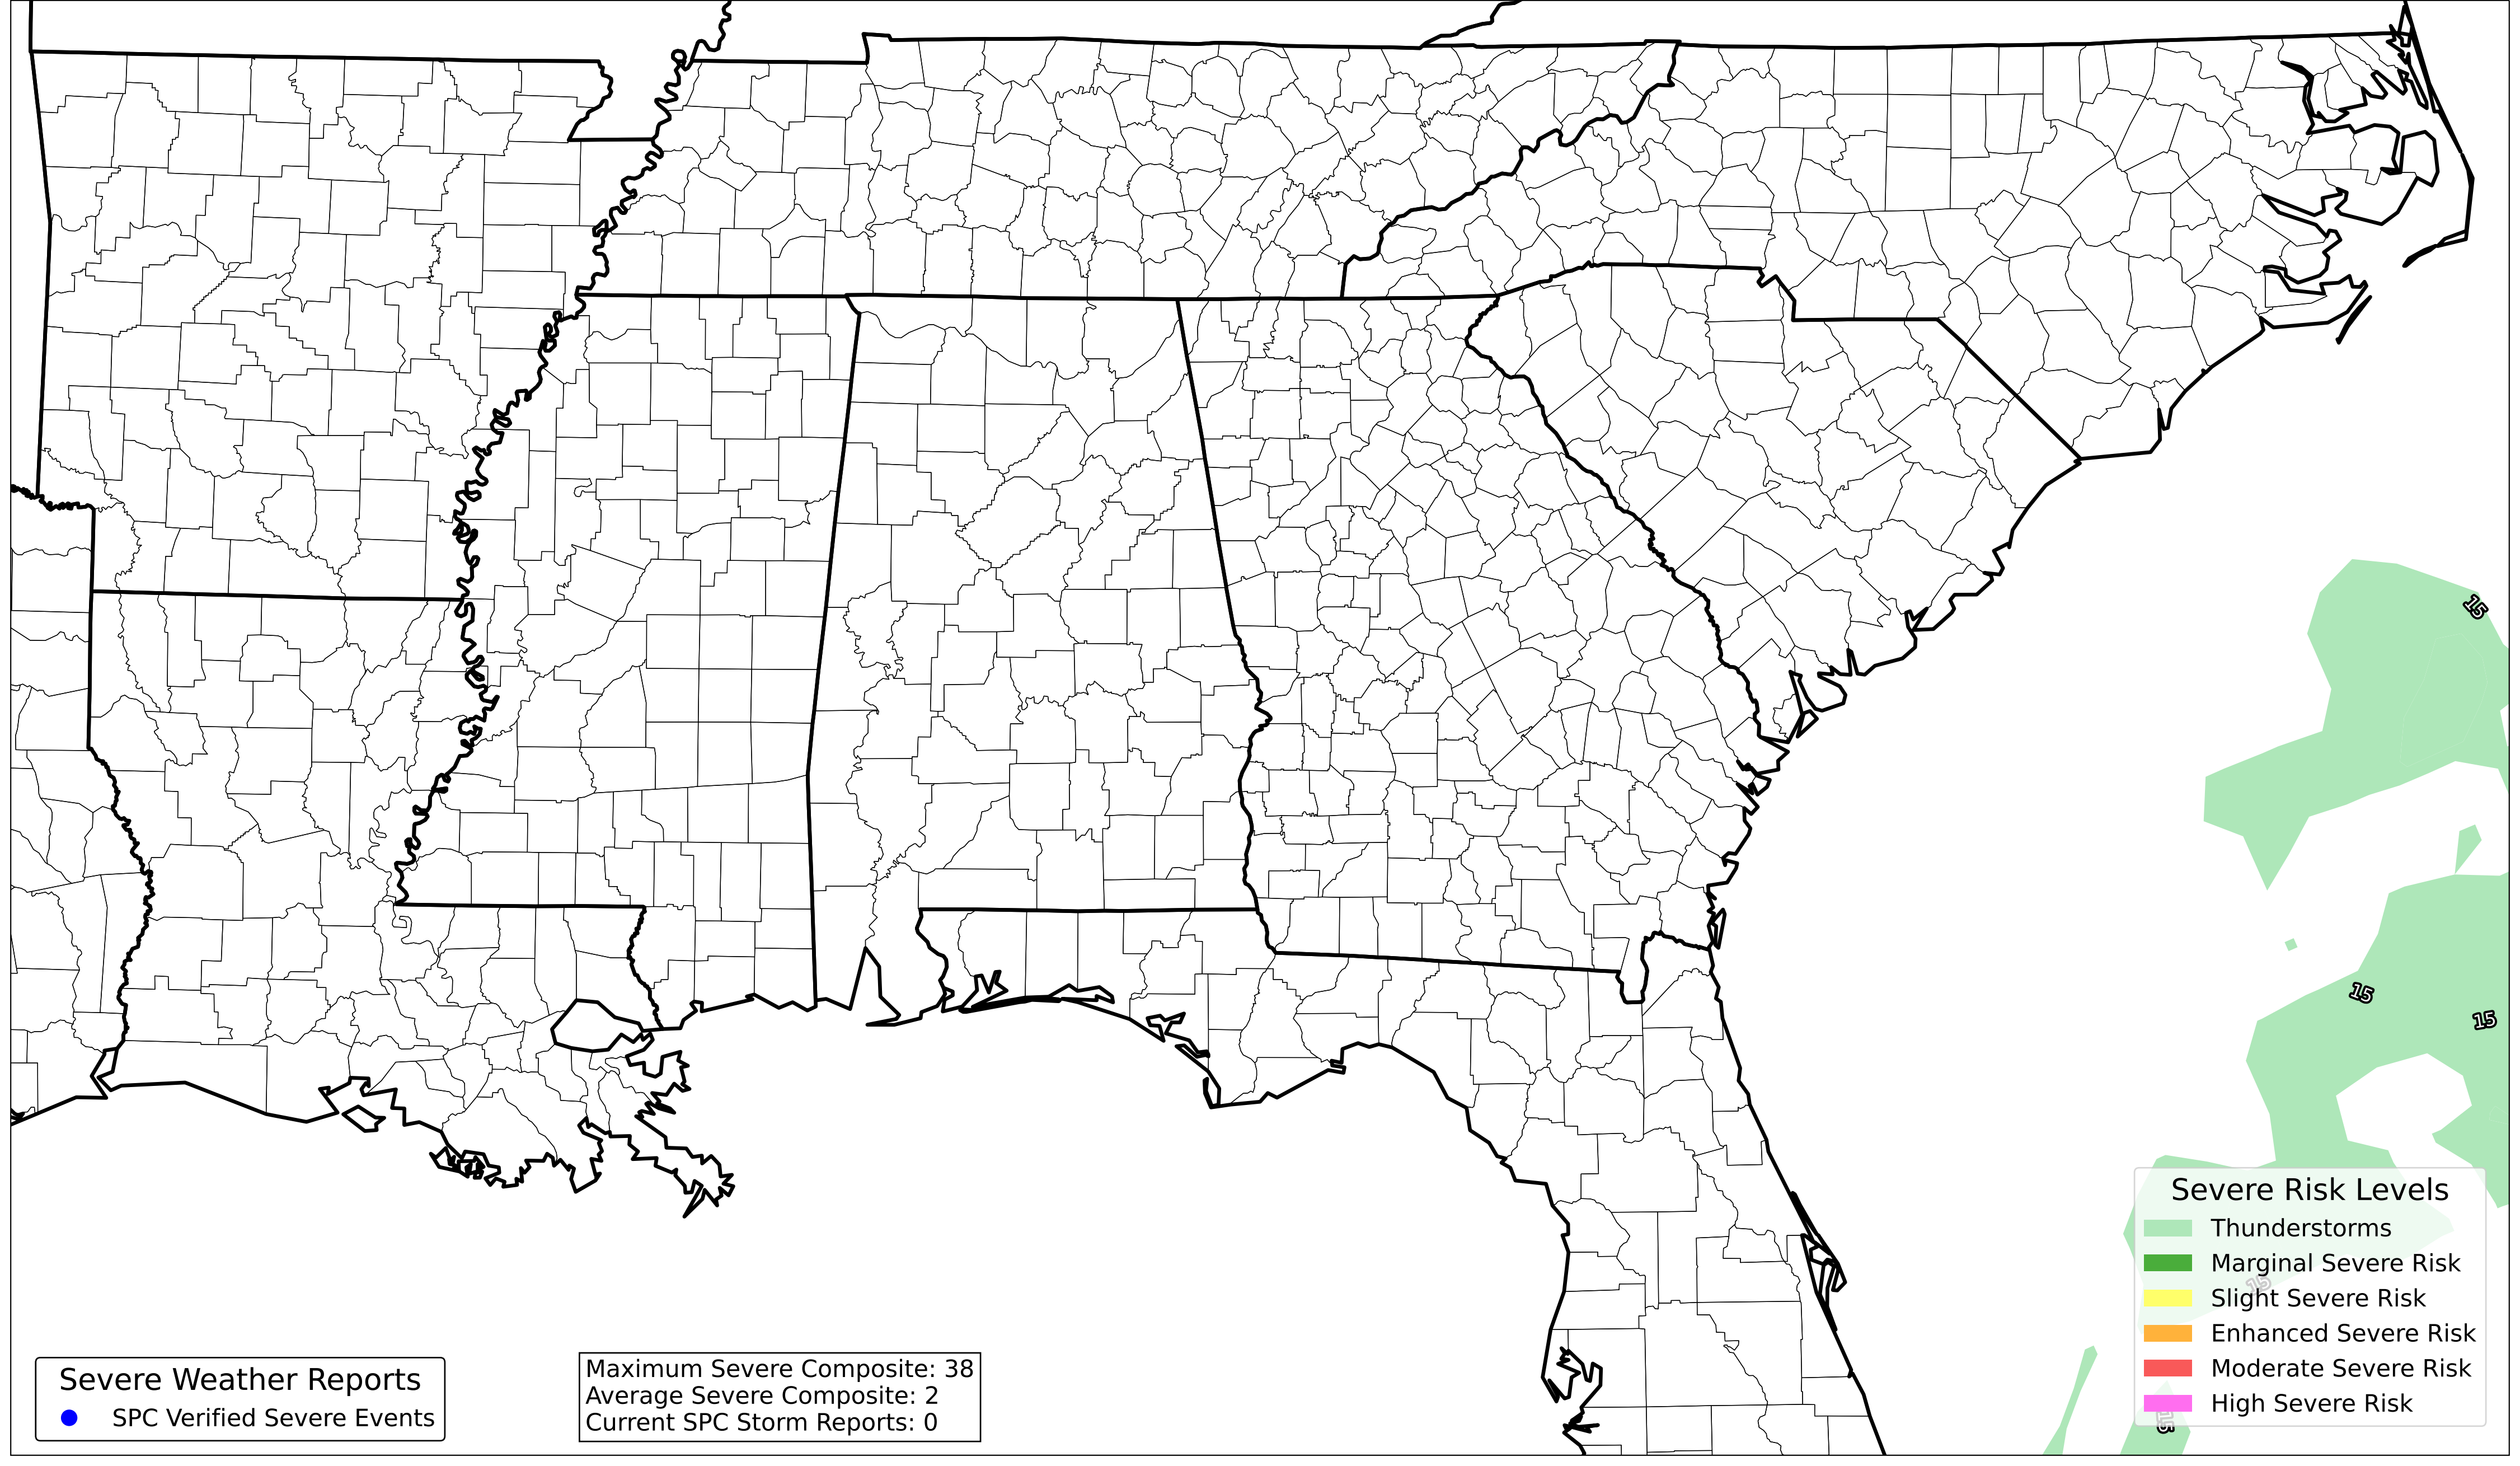 15
15
15
Severe Risk Levels
Thunderstorms
Marginal Severe Risk
15
Slight Severe Risk
Enhanced Severe Risk
Moderate Severe Risk
High Severe Risk
15
Severe Weather Reports
SPC Verified Severe Events
Maximum Severe Composite: 38
Average Severe Composite: 2
Current SPC Storm Reports: 0